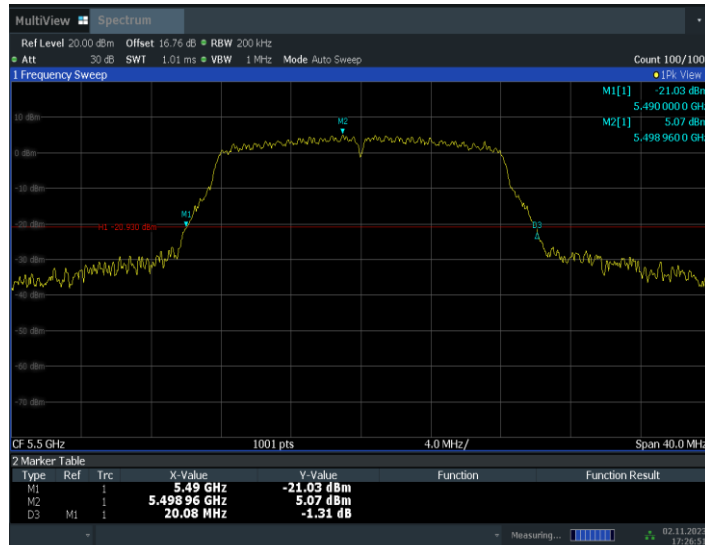 MultiView Spectrum
Ref Level 20.00 dBm Offset 16.76 dB RBW 200 kHz
Att 30 dB SWT 1.01 ms VBW 1 MHz Mode Auto Sweep Count 100/100
1 Frequency Sweep 1Pk View
M1[1] -21.03 dBm
5.490 000 0 GHz
M2[1] 5.07 dBm
5.498 960 0 GHz
10 dBm
M2
0 dBm
-10 dBm
M1
-20 dBm
H1 -20.930 dBm
D3
-30 dBm
-40 dBm
-50 dBm
-60 dBm
-70 dBm
CF 5.5 GHz 1001 pts 4.0 MHz/ Span 40.0 MHz
2 Marker Table
Type Ref Trc X-Value Y-Value Function Function Result
M1 1 5.49 GHz -21.03 dBm
M2 1 5.498 96 GHz 5.07 dBm
D3 M1 1 20.08 MHz -1.31 dB
Measuring... 02.11.2023
17:26:51